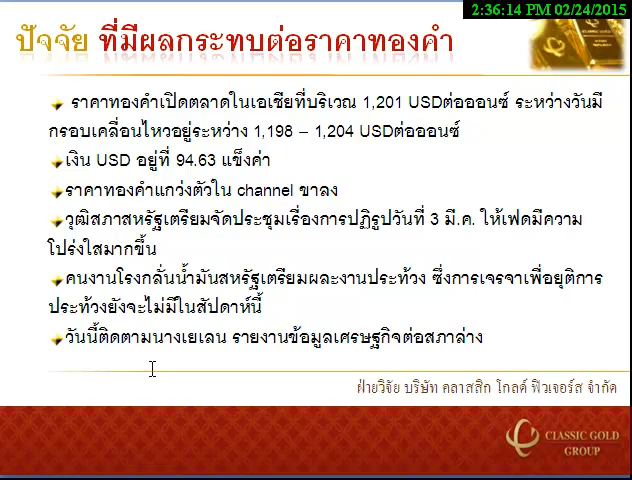 2:36:14 PM 02/24/2015
ปัจจัย ที่มีผลกระทบต่อราคาทองคำ
ราคาทองคำเปิดตลาดในเอเชียที่บริเวณ 1,201 USDต่อออนซ์ ระหว่างวันมี
กรอบเคลื่อนไหวอยู่ระหว่าง 1,198 – 1,204 USDต่อออนซ์
เงิน USD อยู่ที่ 94.63 แข็งค่า
ราคาทองคำแกว่งตัวใน channel ขาลง
วุฒิสภาสหรัฐเตรียมจัดประชุมเรื่องการปฏิรูปวันที่ 3 มี.ค. ให้เฟดมีความ
โปร่งใสมากขึ้น
คนงานโรงกลั่นน้ำมันสหรัฐเตรียมผละงานประท้วง ซึ่งการเจรจาเพื่อยุติการ
ประท้วงยังจะไม่มีในสัปดาห์นี้
วันนี้ติดตามนางเยเลน รายงานข้อมูลเศรษฐกิจต่อสภาล่าง
ฝ่ายวิจัย บริษัท คลาสสิก โกลด์ ฟิวเจอร์ส จำกัด
CLASSIC GOLD
GROUP